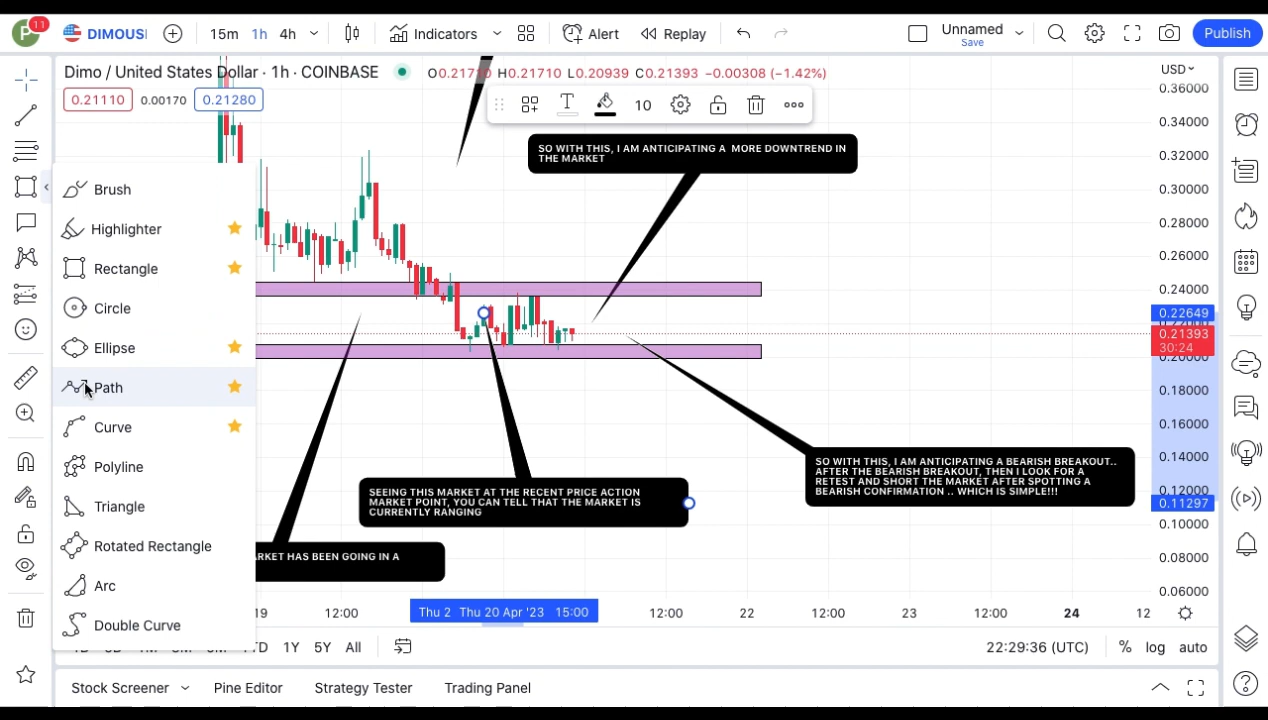 P 11 DIMOUS 15m 1h 4h Indicators Alert Replay Unnamed Save Publish
Dimo / United States Dollar · 1h · COINBASE O0.21710 H0.21710 L0.20939 C0.21393 −0.00308 (−1.42%) USD
0.21110 0.00170 0.21280
10
0.36000
0.34000
0.32000
0.30000
0.28000
0.26000
0.24000
0.22649
0.21393
30:24
0.20000
0.18000
0.16000
0.14000
0.12000
0.11297
0.10000
0.08000
0.06000
SO WITH THIS, I AM ANTICIPATING A MORE DOWNTREND IN
THE MARKET
Brush
Highlighter
Rectangle
Circle
Ellipse
Path
Curve
Polyline
Triangle
Rotated Rectangle
Arc
Double Curve
SO WITH THIS, I AM ANTICIPATING A BEARISH BREAKOUT..
AFTER THE BEARISH BREAKOUT, THEN I LOOK FOR A
RETEST AND SHORT THE MARKET AFTER SPOTTING A
BEARISH CONFIRMATION .. WHICH IS SIMPLE!!!
SEEING THIS MARKET AT THE RECENT PRICE ACTION
MARKET POINT, YOU CAN TELL THAT THE MARKET IS
CURRENTLY RANGING
ARKET HAS BEEN GOING IN A
19 12:00 Thu 2 Thu 20 Apr '23 15:00 12:00 22 12:00 23 12:00 24 12
1Y 5Y All 22:29:36 (UTC) % log auto
Stock Screener Pine Editor Strategy Tester Trading Panel